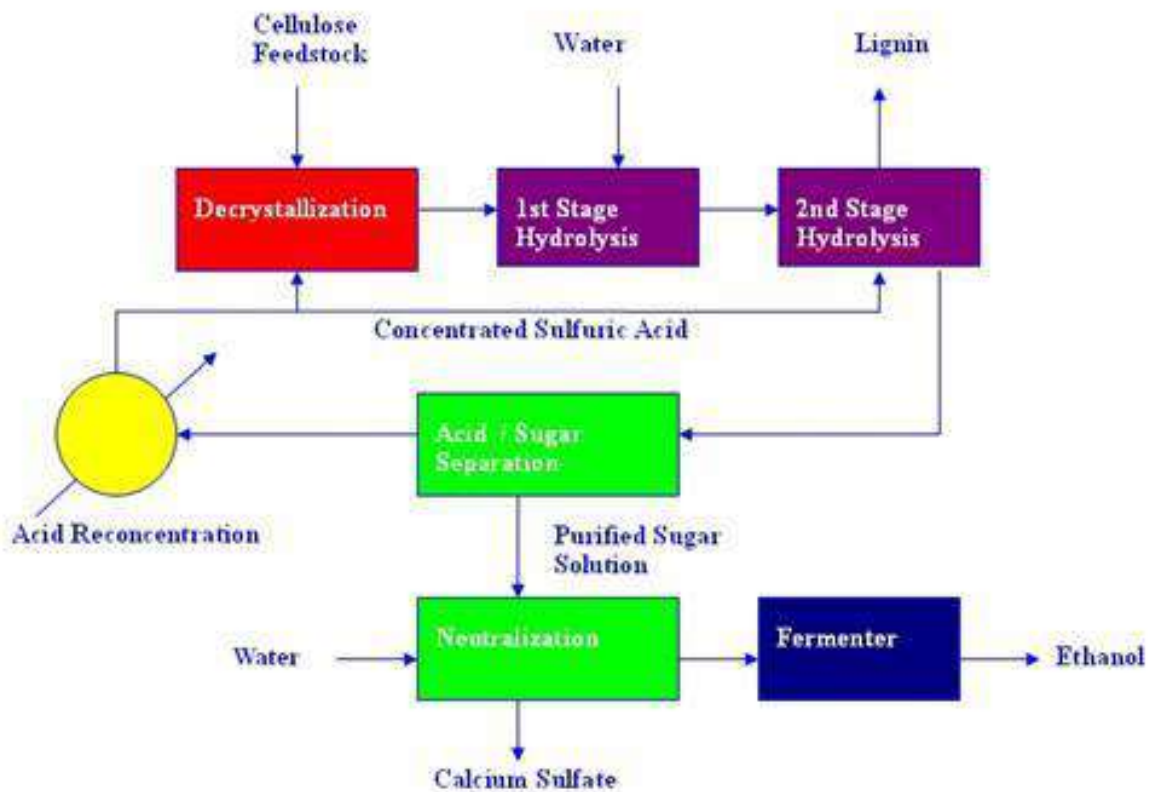 Cellulose
Feedstock
Water
Lignin
Decrystallization
1st Stage
Hydrolysis
2nd Stage
Hydrolysis
Concentrated Sulfuric Acid
Acid / Sugar
Separation
Acid Reconcentration
Purified Sugar
Solution
Water
Neutralization
Fermenter
Ethanol
Calcium Sulfate